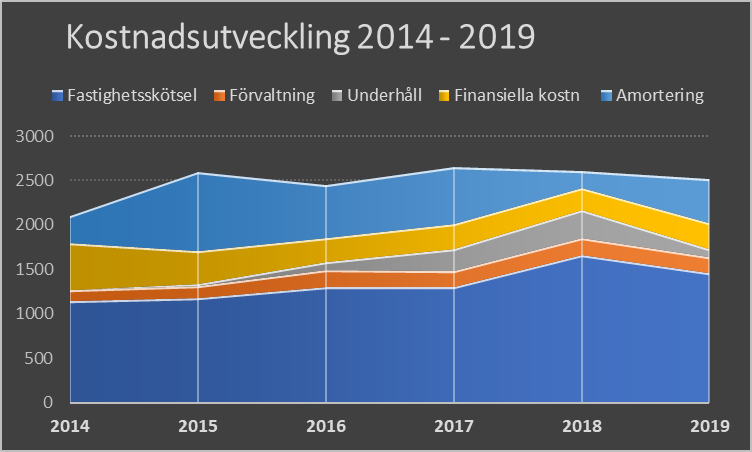 Kostnadsutveckling 2014 - 2019
Fastighetsskötsel Förvaltning Underhåll Finansiella kostn Amortering
3000
2500
2000
1500
1000
500
0
2014 2015 2016 2017 2018 2019